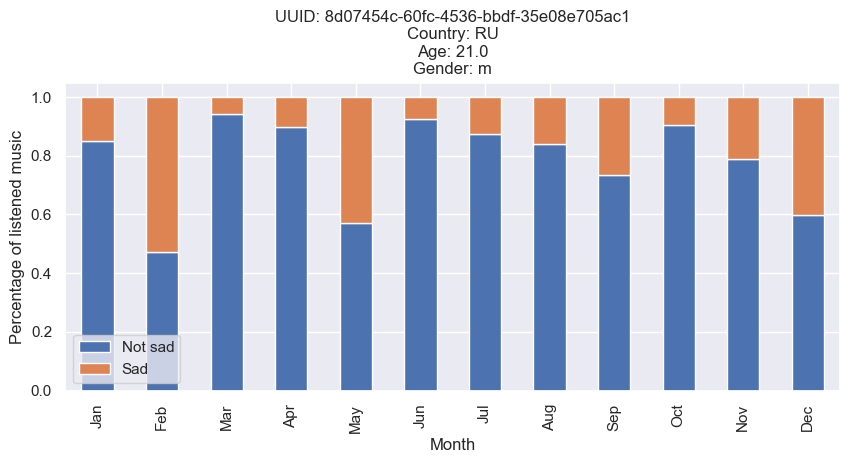 UUID: 8d07454c-60fc-4536-bbdf-35e08e705ac1
Country: RU
Age: 21.0
Gender: m
Percentage of listened music
1.0
0.8
0.6
0.4
0.2
0.0
Not sad
Sad
Jan
Feb
Mar
Apr
May
Jun
Jul
Aug
Sep
Oct
Nov
Dec
Month